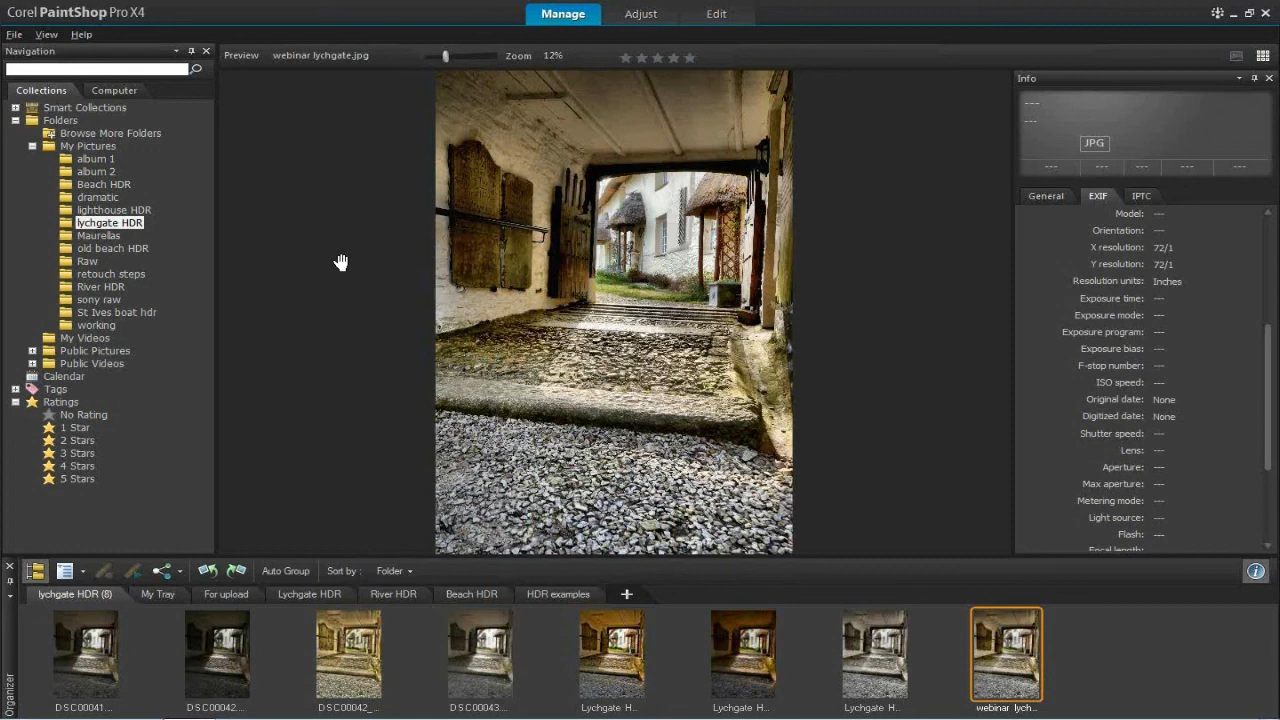 Corel PaintShop Pro X4
Manage Adjust Edit
File View Help
Navigation
Preview webinar lychgate.jpg Zoom 12%
Info
Collections Computer
Smart Collections
Folders
Browse More Folders
My Pictures
album 1
album 2
Beach HDR
dramatic
lighthouse HDR
lychgate HDR
Maurellas
old beach HDR
Raw
retouch steps
River HDR
sony raw
St Ives boat hdr
working
My Videos
Public Pictures
Public Videos
Calendar
Tags
Ratings
No Rating
1 Star
2 Stars
3 Stars
4 Stars
5 Stars
---
---
JPG
--- --- --- --- ---
General EXIF IPTC
Model: ---
Orientation: ---
X resolution: 72/1
Y resolution: 72/1
Resolution units: Inches
Exposure time: ---
Exposure mode: ---
Exposure program: ---
Exposure bias: ---
F-stop number: ---
ISO speed: ---
Original date: None
Digitized date: None
Shutter speed: ---
Lens: ---
Aperture: ---
Max aperture: ---
Metering mode: ---
Light source: ---
Flash: ---
Focal length: ---
Auto Group Sort by : Folder
lychgate HDR (8) My Tray For upload Lychgate HDR River HDR Beach HDR HDR examples
Organizer
DSC00041.... DSC00042.... DSC00042_... DSC00043.... Lychgate H... Lychgate H... Lychgate H... webinar lych...